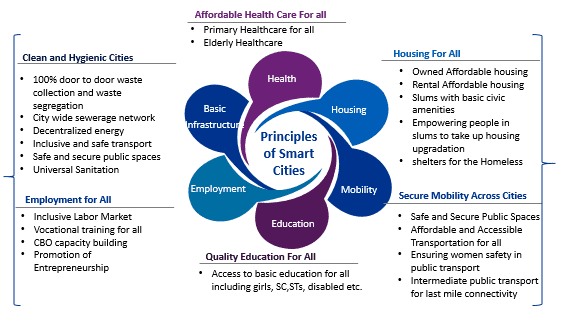 Affordable Health Care For all
• Primary Healthcare for all
• Elderly Healthcare
Clean and Hygienic Cities
• 100% door to door waste
collection and waste
segregation
• City wide sewerage network
• Decentralized energy
• Inclusive and safe transport
• Safe and secure public spaces
• Universal Sanitation
Employment for All
• Inclusive Labor Market
• Vocational training for all
• CBO capacity building
• Promotion of
Entrepreneurship
Health
Basic
Infrastructure
Housing
Principles
of Smart
Cities
Employment
Mobility
Education
Quality Education For All
• Access to basic education for all
including girls, SC,STs, disabled etc.
Housing For All
• Owned Affordable housing
• Rental Affordable housing
• Slums with basic civic
amenities
• Empowering people in
slums to take up housing
upgradation
• shelters for the Homeless
Secure Mobility Across Cities
• Safe and Secure Public Spaces
• Affordable and Accessible
Transportation for all
• Ensuring women safety in
public transport
• Intermediate public transport
for last mile connectivity